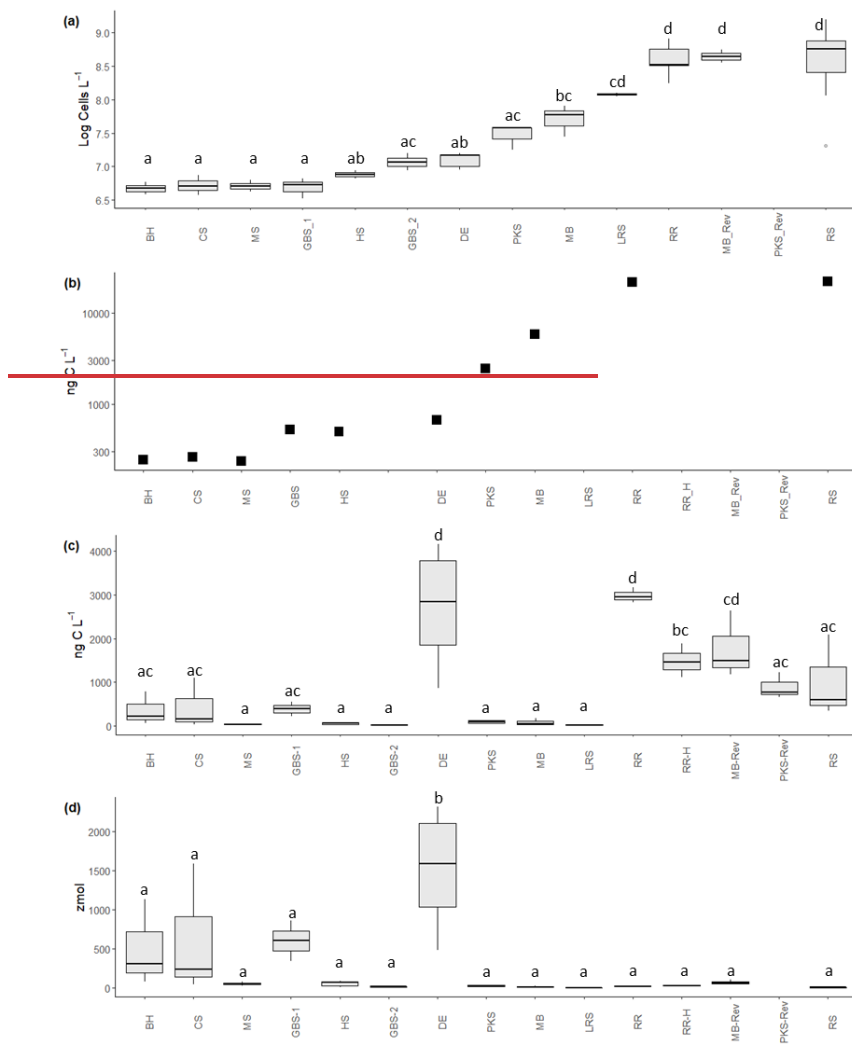 (a)
Log Cells L⁻¹
9.0
8.5
8.0
7.5
7.0
6.5
a a a a ab ac ab ac bc cd d d d
BH CS MS GBS_1 HS GBS_2 DE PKS MB LRS RR MB_Rev PKS_Rev RS
(b)
ng C L⁻¹
10000
3000
1000
300
BH CS MS GBS HS DE PKS MB LRS RR RR_H MB_Rev PKS_Rev RS
(c)
ng C L⁻¹
4000
3000
2000
1000
0
ac ac a ac a a d a a a d bc cd ac ac
BH CS MS GBS-1 HS GBS-2 DE PKS MB LRS RR RR-H MB-Rev PKS-Rev RS
(d)
zmol
2000
1500
1000
500
0
a a a a a a b a a a a a a a
BH CS MS GBS-1 HS GBS-2 DE PKS MB LRS RR RR-H MB-Rev PKS-Rev RS